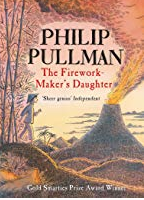 PHILIP
PULLMAN
The Firework-
Maker's Daughter
'Sheer genius' Independent
Gold Smarties Prize Award Winner